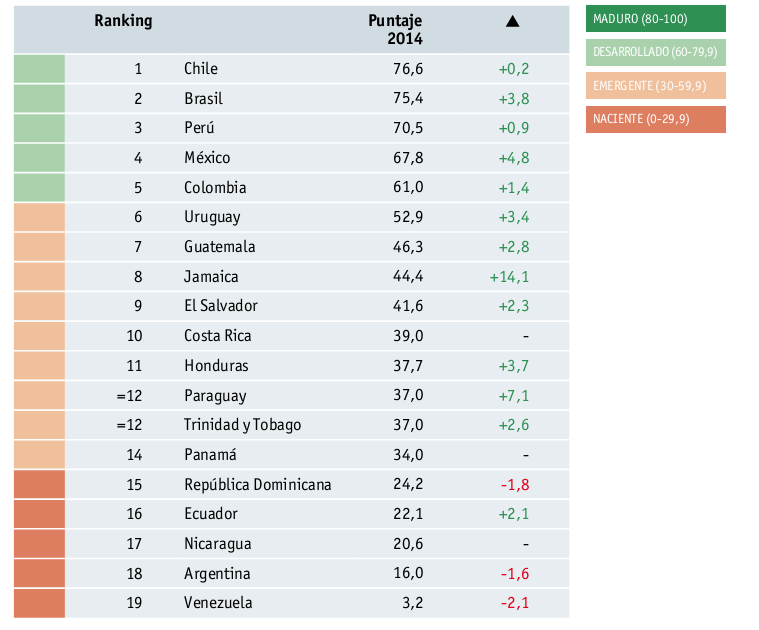 Ranking Puntaje 2014 ▲
1 Chile 76,6 +0,2
2 Brasil 75,4 +3,8
3 Perú 70,5 +0,9
4 México 67,8 +4,8
5 Colombia 61,0 +1,4
6 Uruguay 52,9 +3,4
7 Guatemala 46,3 +2,8
8 Jamaica 44,4 +14,1
9 El Salvador 41,6 +2,3
10 Costa Rica 39,0 -
11 Honduras 37,7 +3,7
=12 Paraguay 37,0 +7,1
=12 Trinidad y Tobago 37,0 +2,6
14 Panamá 34,0 -
15 República Dominicana 24,2 -1,8
16 Ecuador 22,1 +2,1
17 Nicaragua 20,6 -
18 Argentina 16,0 -1,6
19 Venezuela 3,2 -2,1
MADURO (80-100)
DESARROLLADO (60-79,9)
EMERGENTE (30-59,9)
NACIENTE (0-29,9)